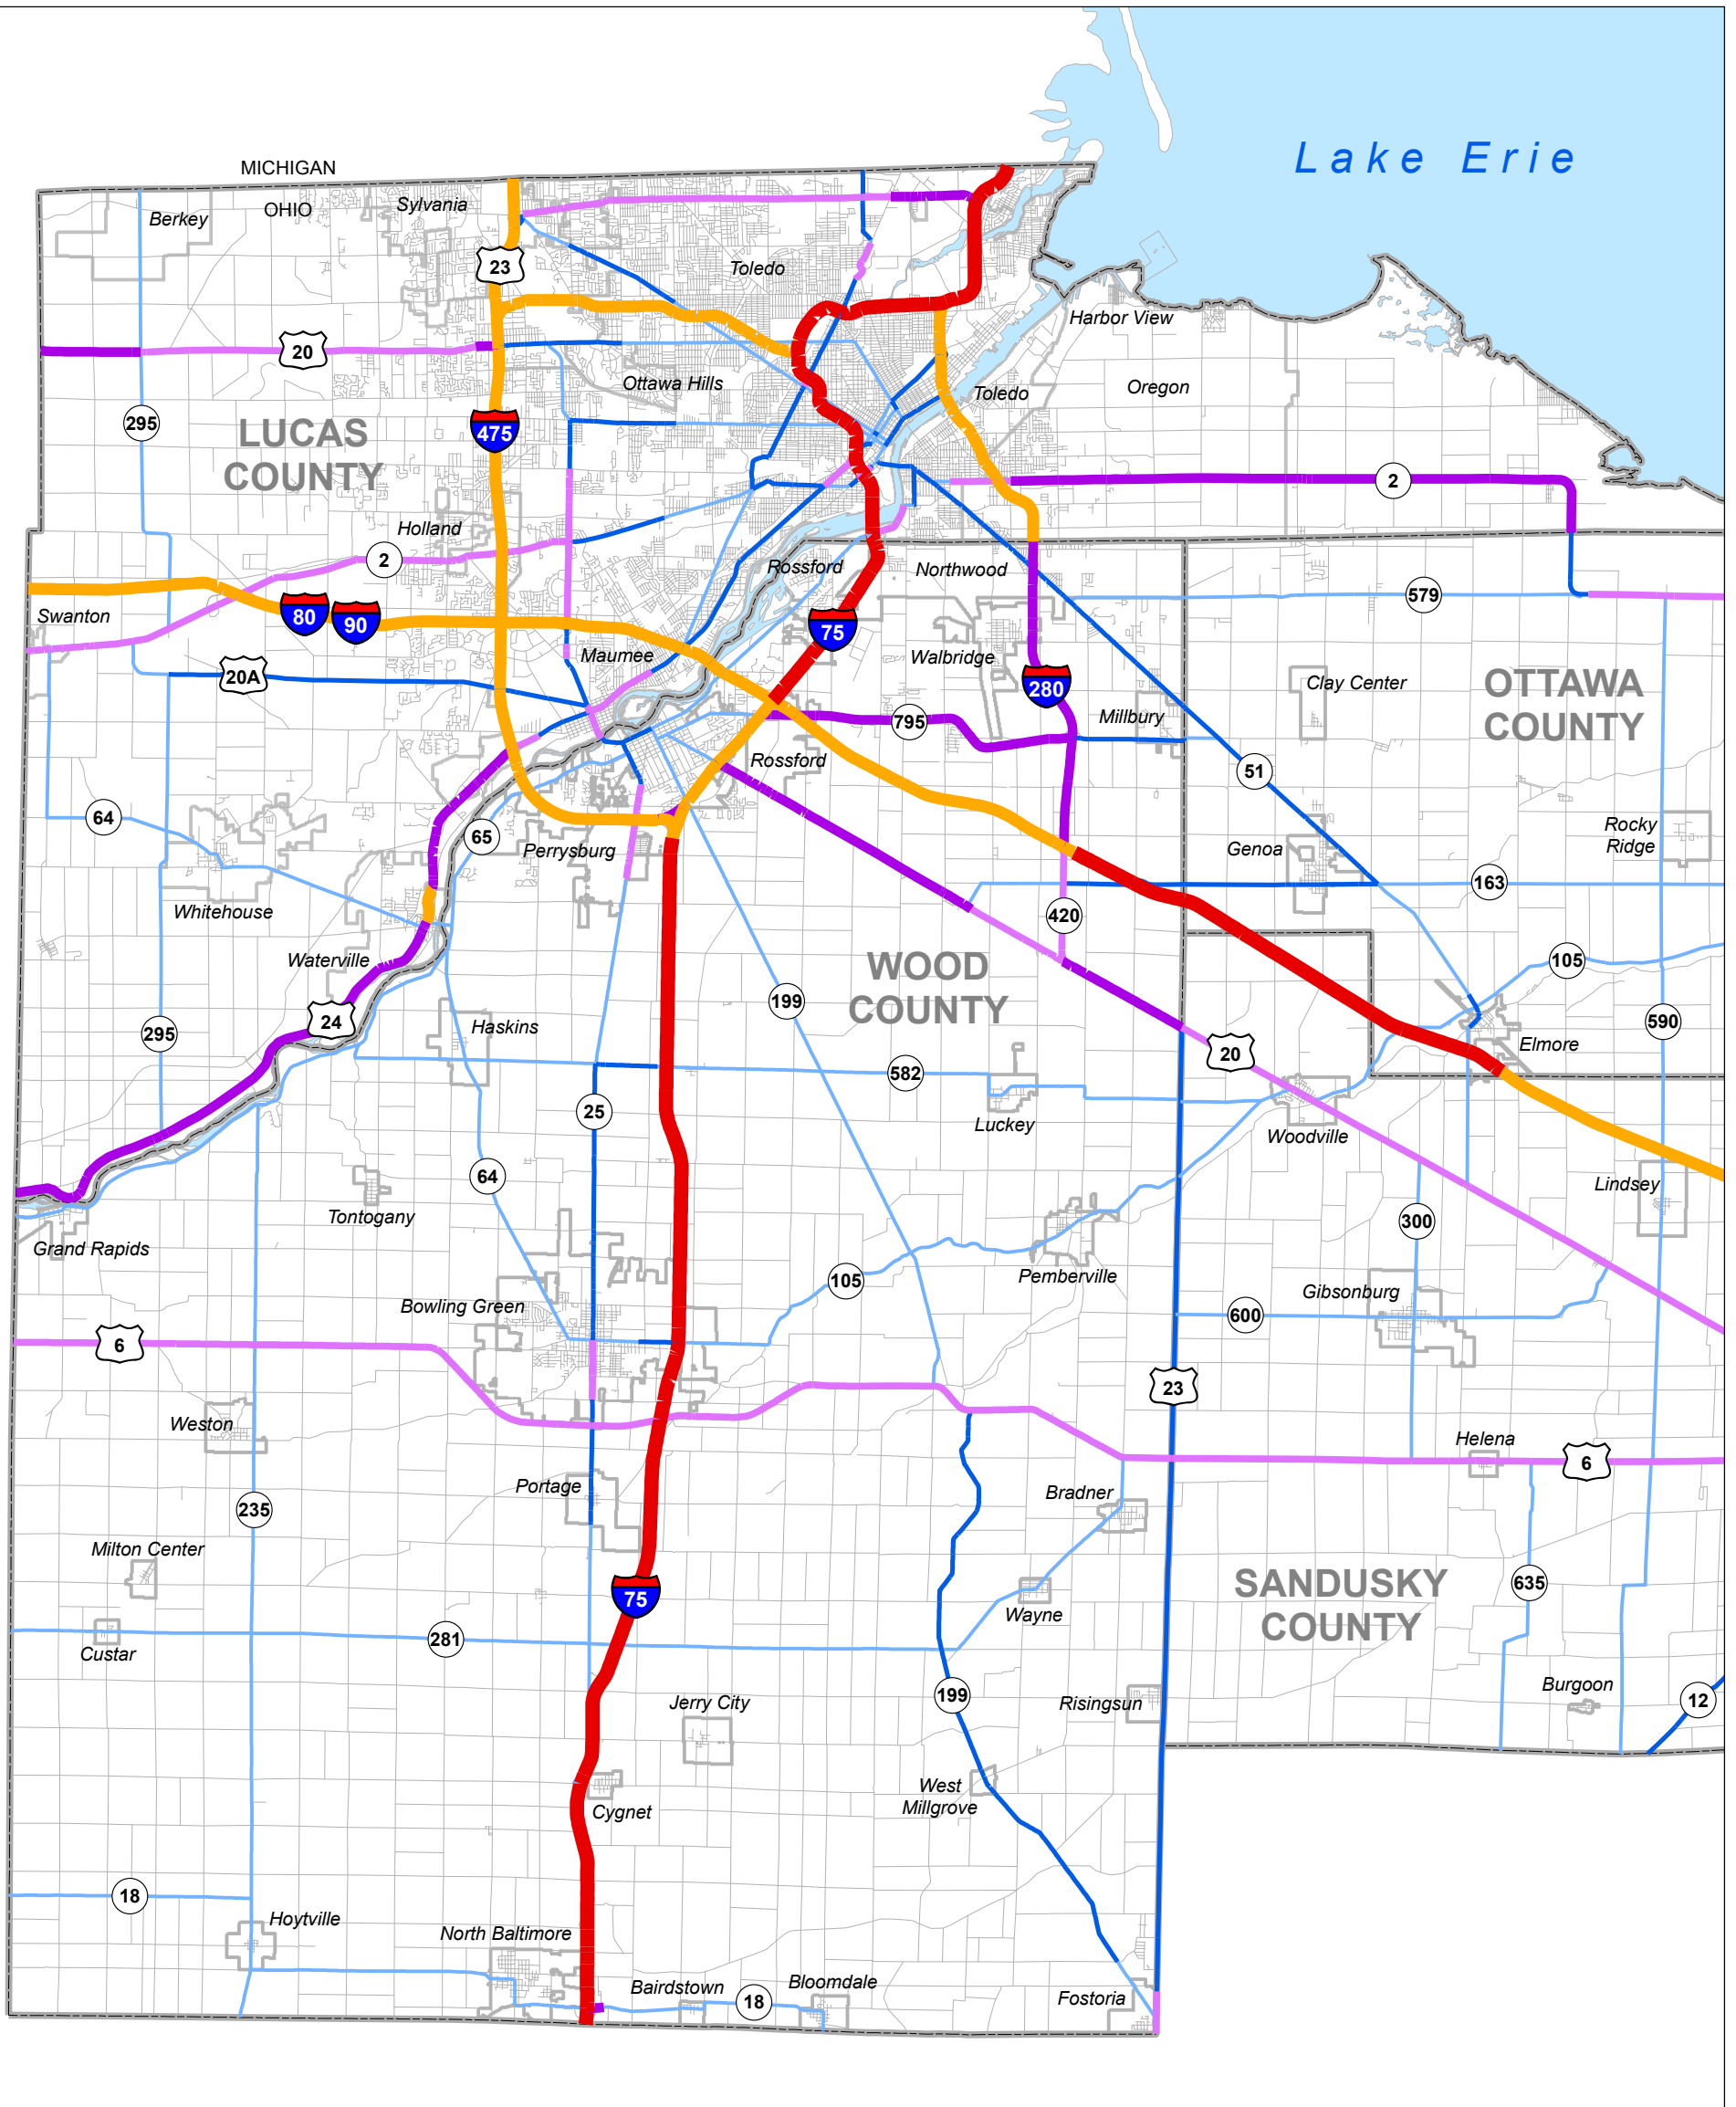 Lake Erie
MICHIGAN
OHIO
Berkey
Sylvania
23
Toledo
Harbor View
20
Ottawa Hills
Toledo
Oregon
295
LUCAS
COUNTY
475
2
Holland
2
Rossford
Northwood
579
Swanton
80
90
75
Maumee
Walbridge
20A
280
Clay Center
OTTAWA
COUNTY
795
Millbury
Rossford
51
64
65
Perrysburg
Genoa
Rocky
Ridge
163
Whitehouse
420
Waterville
WOOD
COUNTY
105
199
24
Haskins
295
590
20
Elmore
582
25
Luckey
Woodville
64
Lindsey
Tontogany
300
Grand Rapids
Pemberville
105
Gibsonburg
Bowling Green
600
6
23
Weston
Helena
6
Portage
Bradner
235
Milton Center
SANDUSKY
COUNTY
635
75
Wayne
281
Custar
Burgoon
199
Risingsun
12
Jerry City
West
Millgrove
Cygnet
18
Hoytville
North Baltimore
Bairdstown
Bloomdale
18
Fostoria